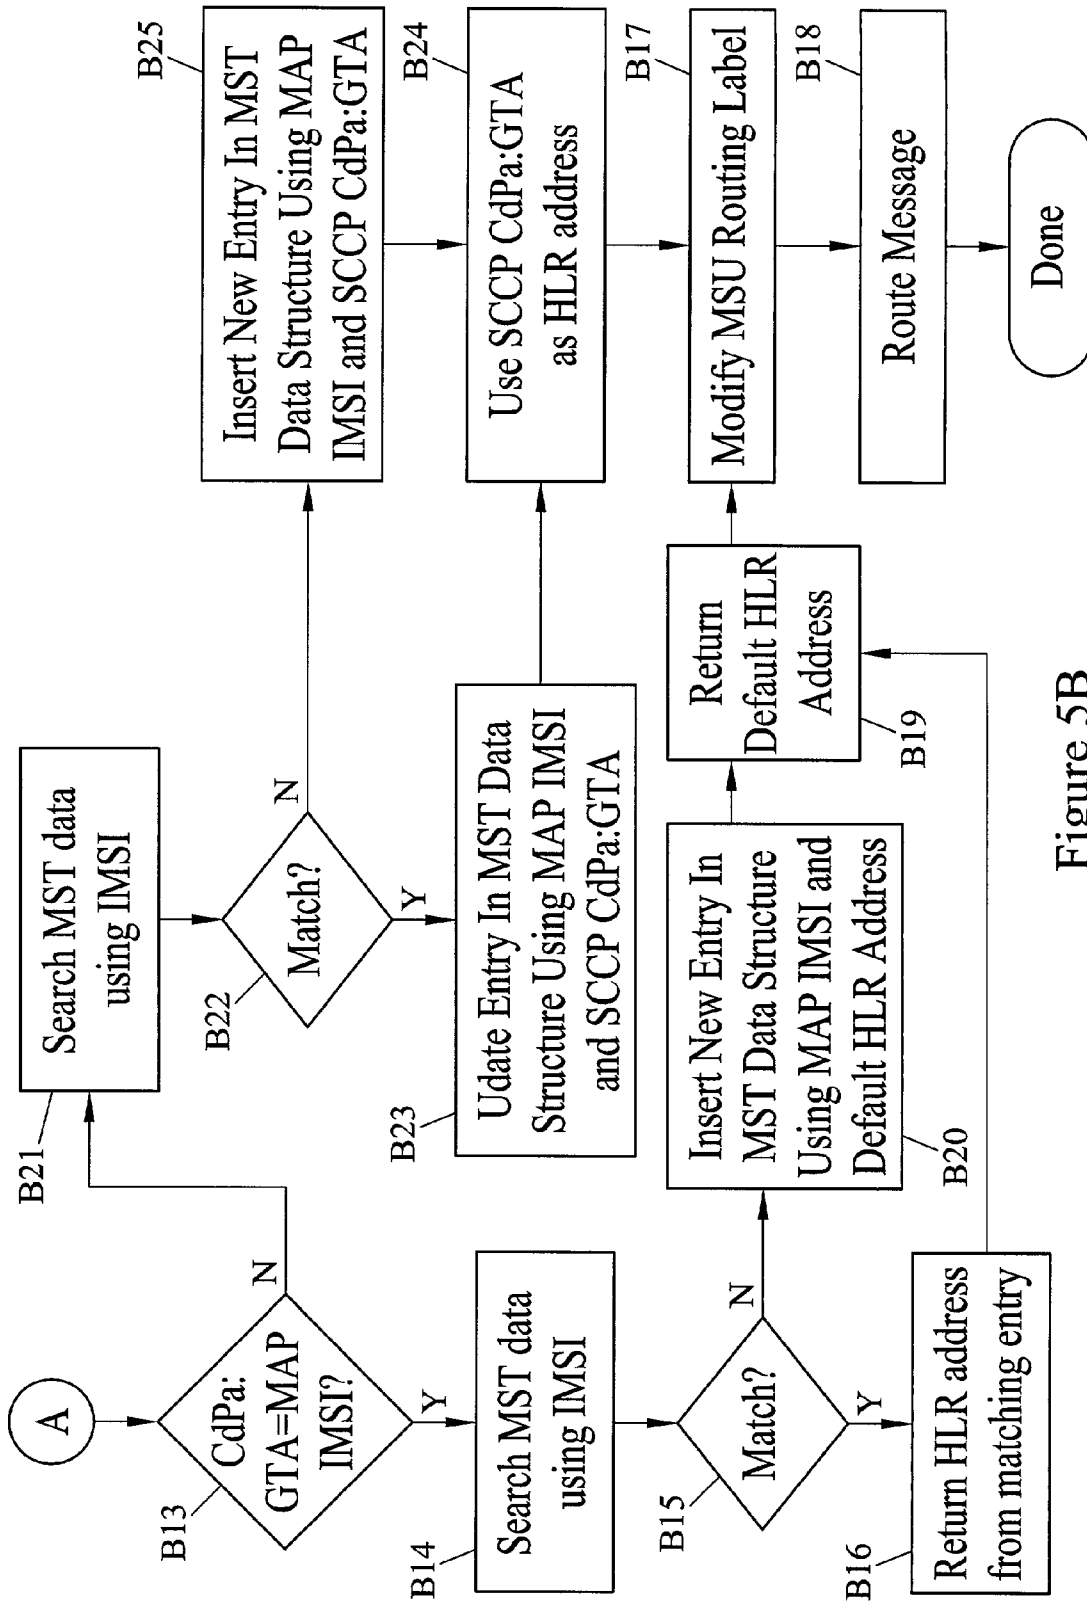 A
CdPa:
GTA=MAP
IMSI?
B13
N
Y
Search MST data
using IMSI
B14
Match?
B15
N
Y
Return HLR address
from matching entry
B16
Search MST data
using IMSI
B21
Match?
B22
N
Y
Udate Entry In MST Data
Structure Using MAP IMSI
and SCCP CdPa:GTA
B23
Insert New Entry In
MST Data Structure
Using MAP IMSI and
Default HLR Address
B20
Return
Default HLR
Address
B19
Insert New Entry In MST
Data Structure Using MAP
IMSI and SCCP CdPa:GTA
B25
Use SCCP CdPa:GTA
as HLR address
B24
Modify MSU Routing Label
B17
Route Message
B18
Done
Figure 5B